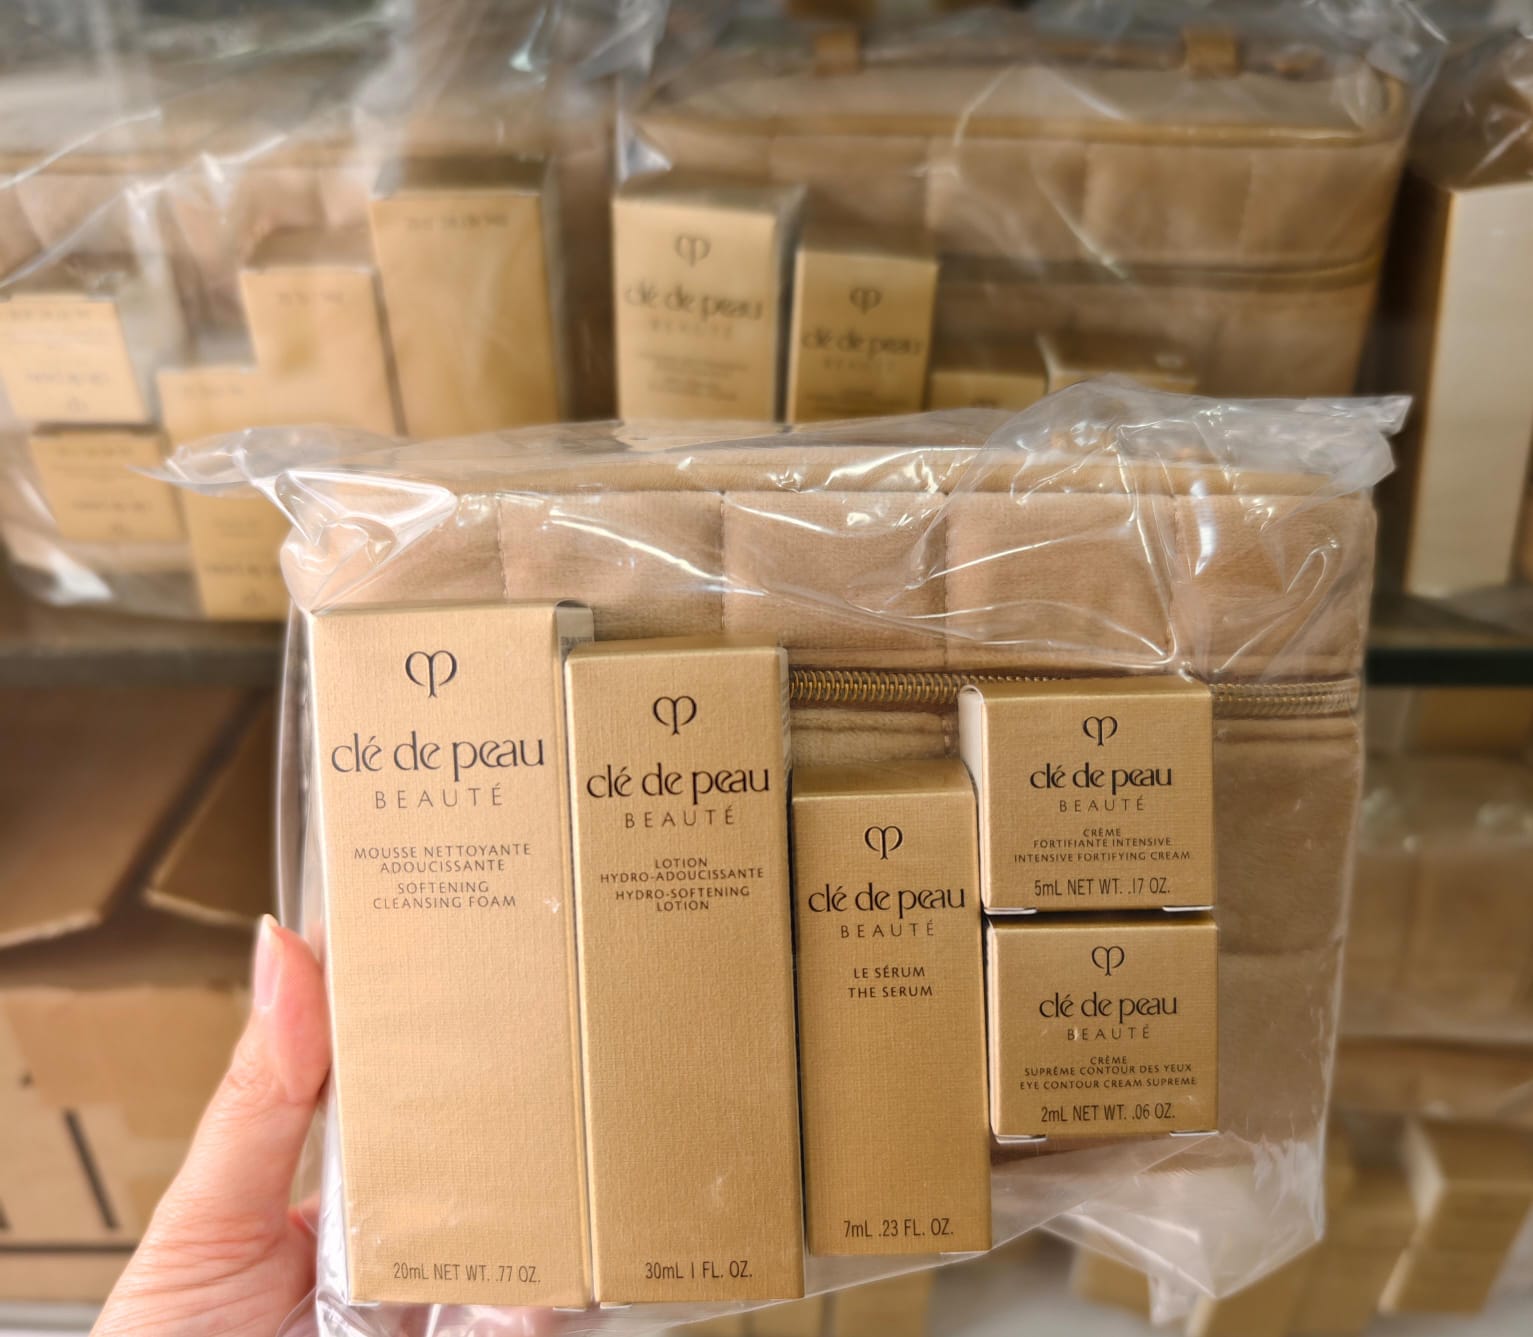 clé de peau
BEAUTÉ
MOUSSE NETTOYANTE
ADOUCISSANTE
SOFTENING
CLEANSING FOAM
20mL NET WT. .77 OZ.
clé de peau
BEAUTÉ
LOTION
HYDRO-ADOUCISSANTE
HYDRO-SOFTENING
LOTION
30mL 1 FL. OZ.
clé de peau
BEAUTÉ
LE SÉRUM
THE SERUM
7mL .23 FL. OZ.
clé de peau
BEAUTÉ
CRÈME
FORTIFIANTE INTENSIVE
INTENSIVE FORTIFYING CREAM
5mL NET WT. .17 OZ.
clé de peau
BEAUTÉ
CRÈME
SUPRÊME CONTOUR DES YEUX
EYE CONTOUR CREAM SUPREME
2mL NET WT. .06 OZ.
clé de peau
BEAUTÉ
clé de peau
BEAUTÉ